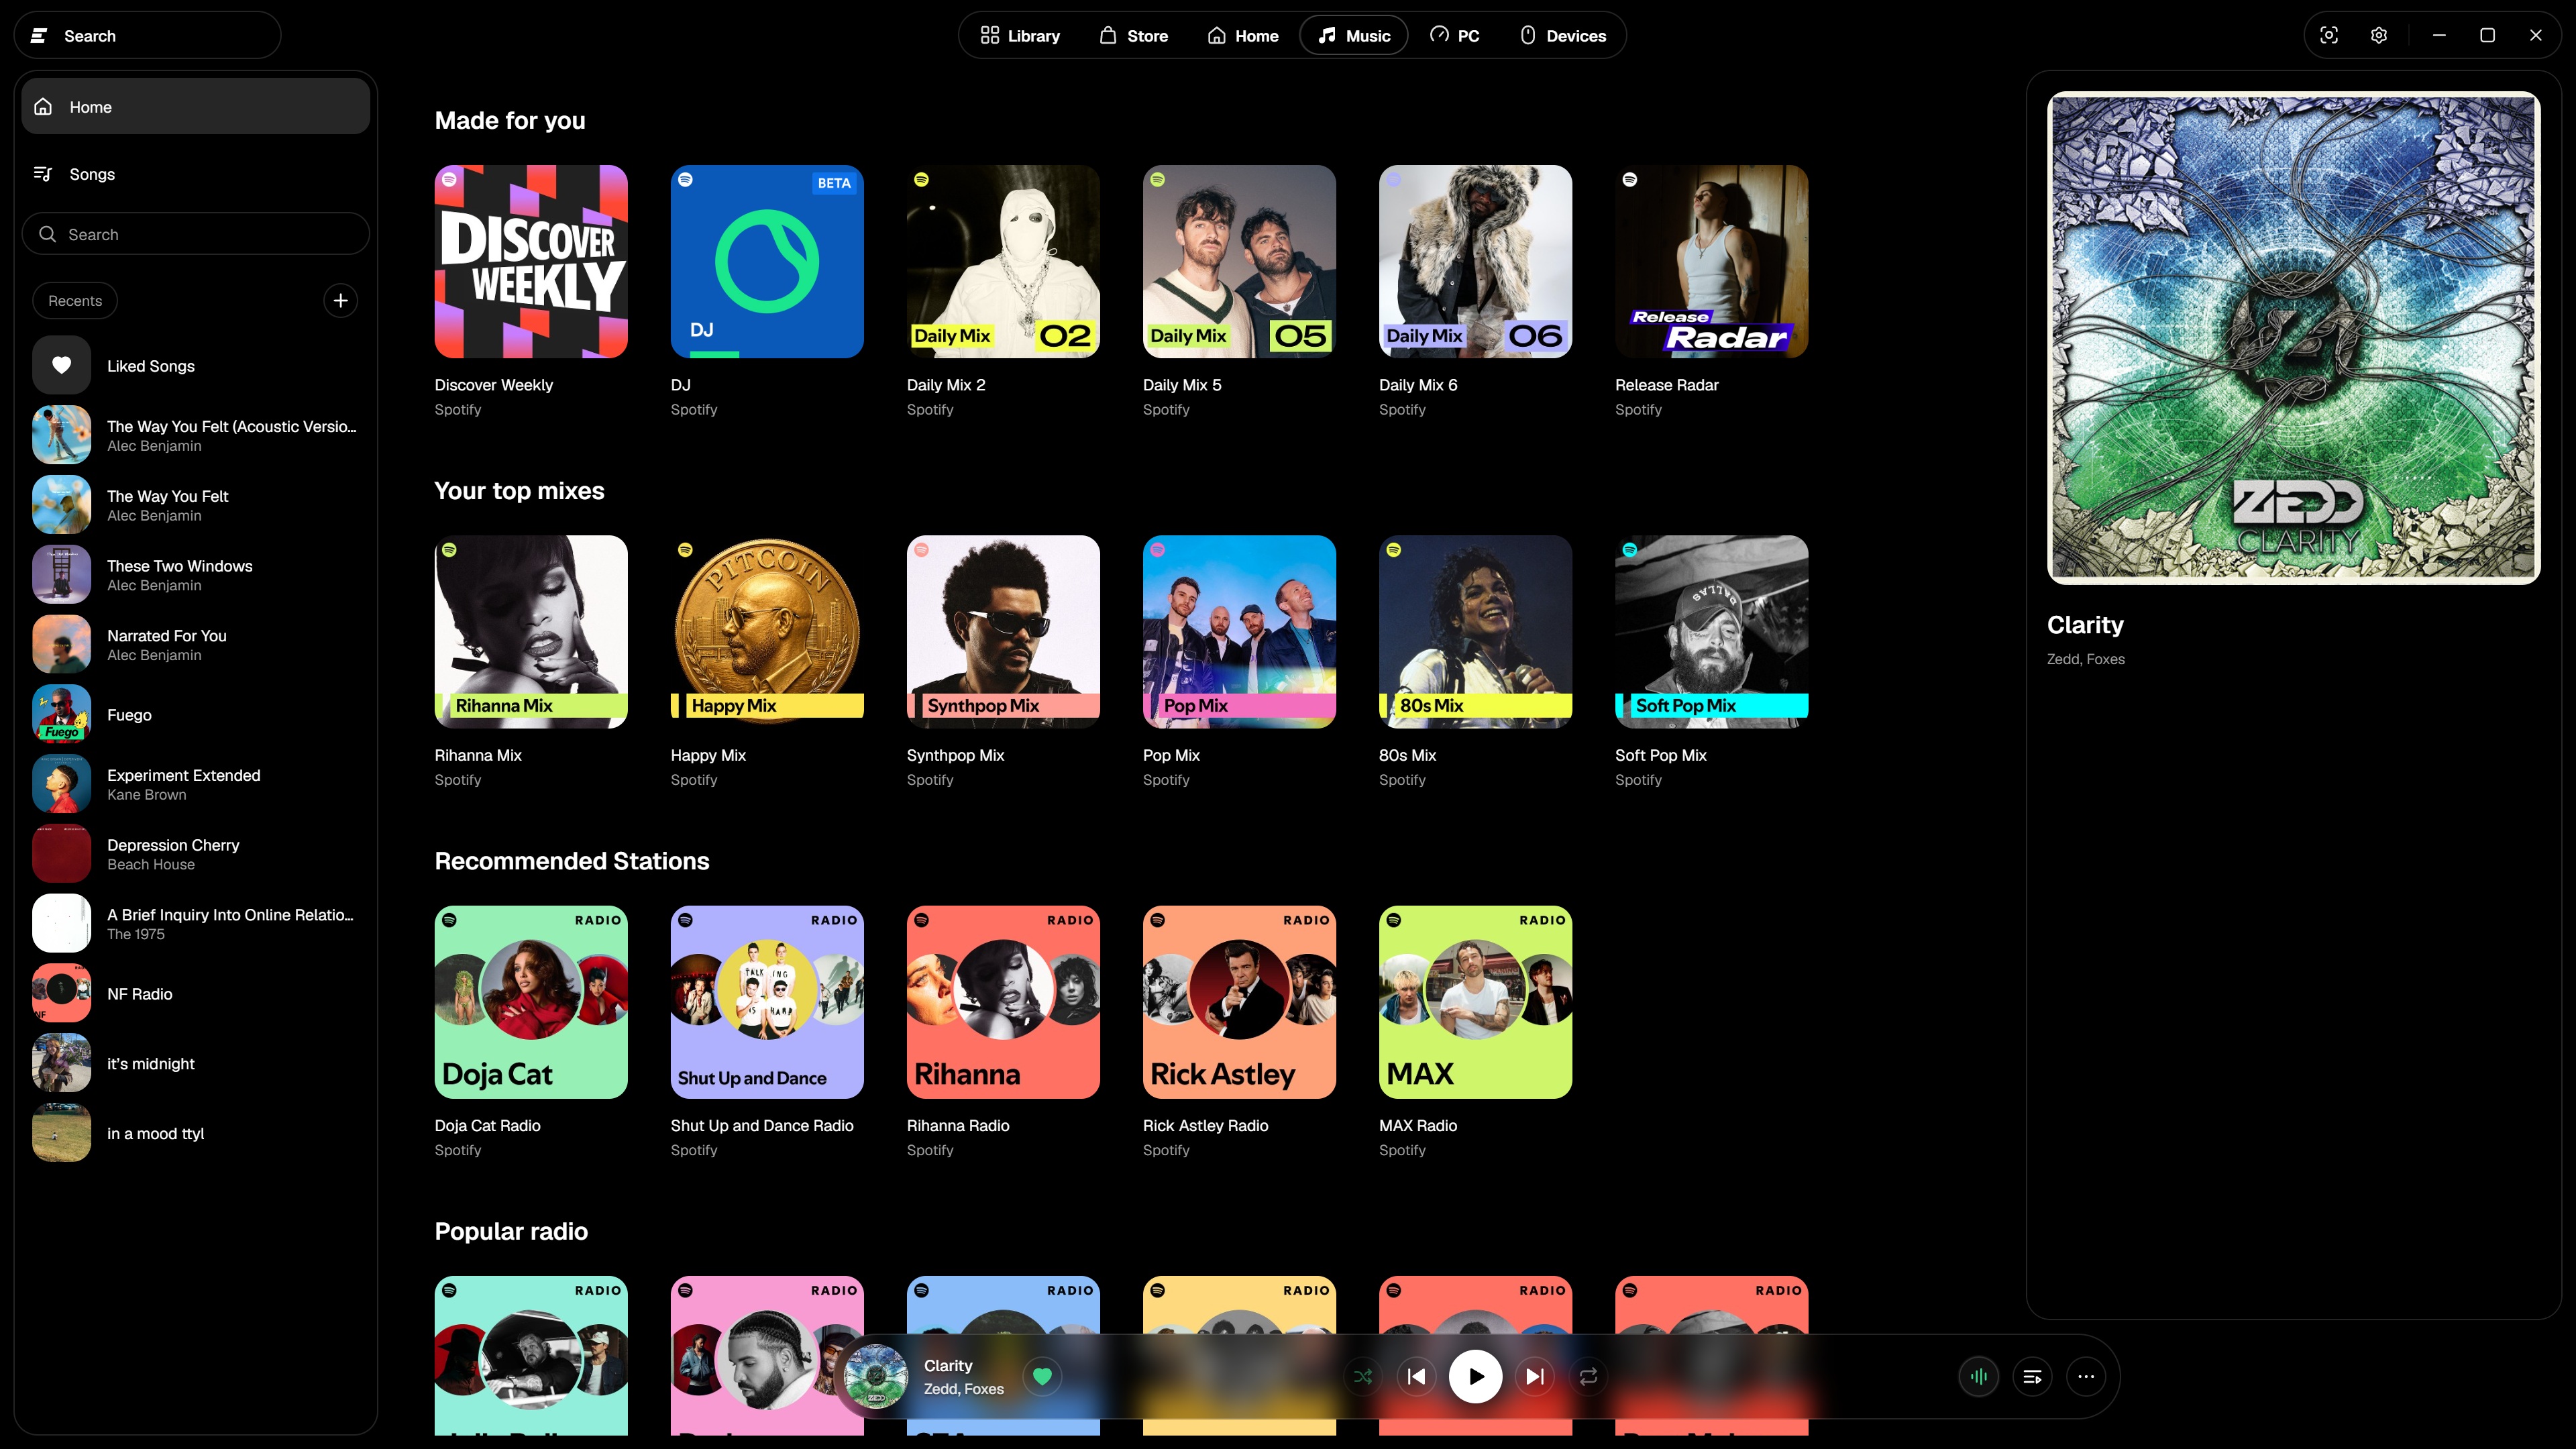 Search
Library
Store
Home
Music
PC
Devices
Home
Songs
Search
Recents
Liked Songs
The Way You Felt (Acoustic Versio...
Alec Benjamin
The Way You Felt
Alec Benjamin
These Two Windows
Alec Benjamin
Narrated For You
Alec Benjamin
Fuego
Fuego
Experiment Extended
Kane Brown
Depression Cherry
Beach House
A Brief Inquiry Into Online Relatio...
The 1975
NF Radio
it's midnight
in a mood ttyl
Made for you
DISCOVER
WEEKLY
Discover Weekly
Spotify
BETA
DJ
DJ
Spotify
Daily Mix 02
Daily Mix 2
Spotify
Daily Mix 05
Daily Mix 5
Spotify
Daily Mix 06
Daily Mix 6
Spotify
Release
Radar
Release Radar
Spotify
Your top mixes
Rihanna Mix
Rihanna Mix
Spotify
PITCOIN
Happy Mix
Happy Mix
Spotify
Synthpop Mix
Synthpop Mix
Spotify
Pop Mix
Pop Mix
Spotify
80s Mix
80s Mix
Spotify
DALLAS
Soft Pop Mix
Soft Pop Mix
Spotify
Recommended Stations
RADIO
Doja Cat
Doja Cat Radio
Spotify
RADIO
TALKING
IS HARD
Shut Up and Dance
Shut Up and Dance Radio
Spotify
RADIO
Rihanna
Rihanna Radio
Spotify
RADIO
Rick Astley
Rick Astley Radio
Spotify
RADIO
MAX
MAX Radio
Spotify
Popular radio
RADIO
RADIO
RADIO
RADIO
RADIO
RADIO
ZEDD
CLARITY
Clarity
Zedd, Foxes
Clarity
Zedd, Foxes